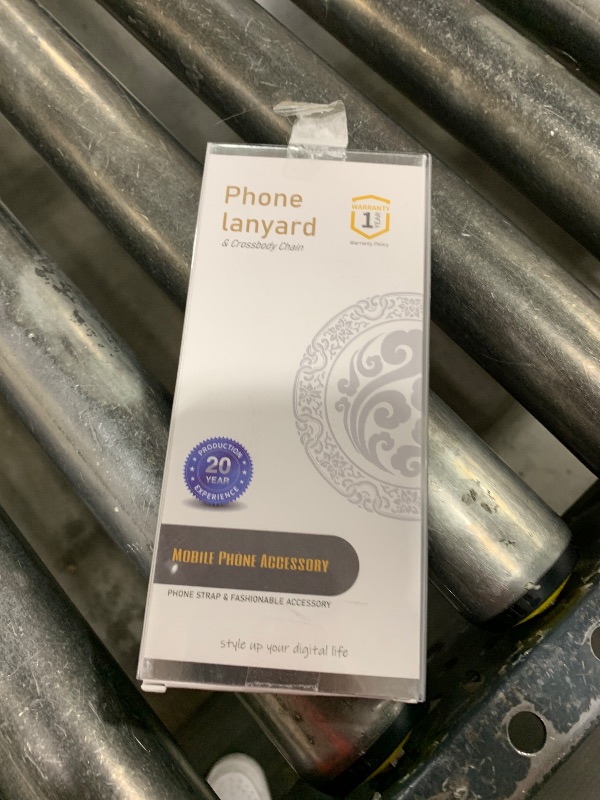 Phone
lanyard
& Crossbody Chain
WARRANTY
1
YEAR
Warranty Policy
PRODUCTION
20
YEAR
EXPERIENCE
MOBILE PHONE ACCESSORY
PHONE STRAP & FASHIONABLE ACCESSORY
style up your digital life